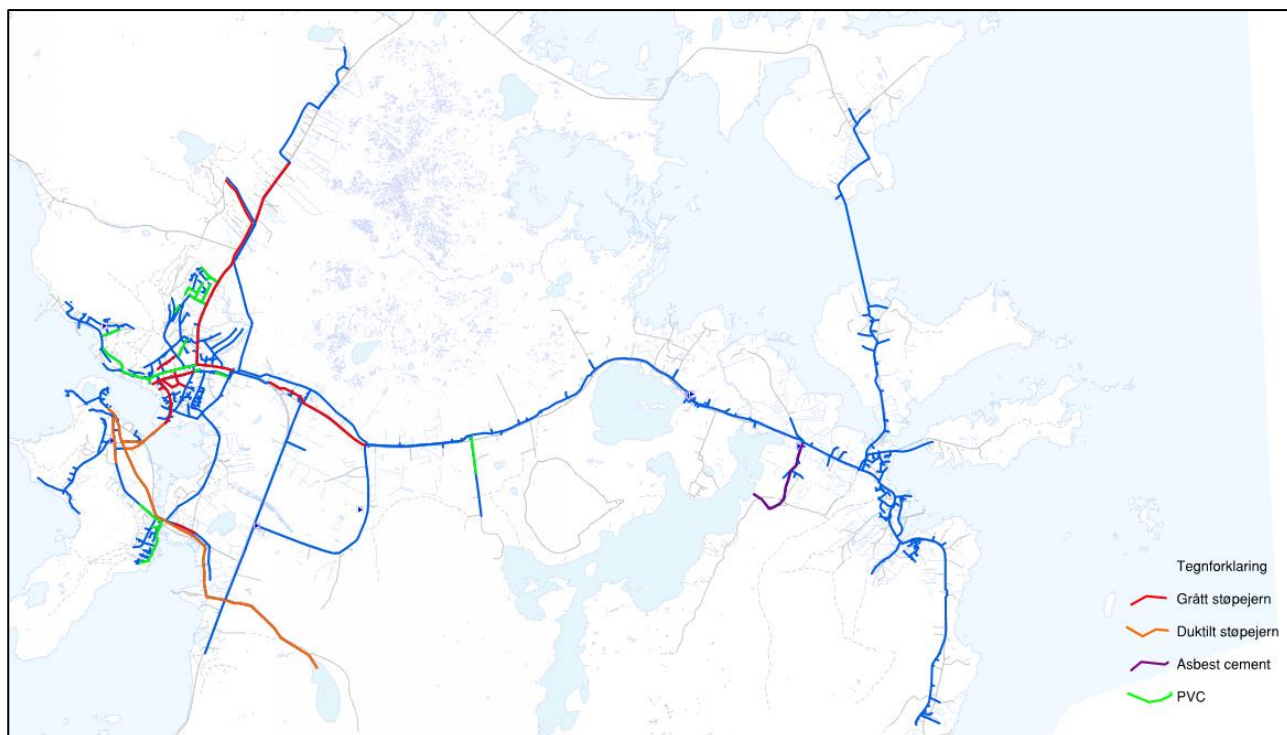 Tegnforklaring
Grått støpejern
Duktilt støpejern
Asbest cement
PVC